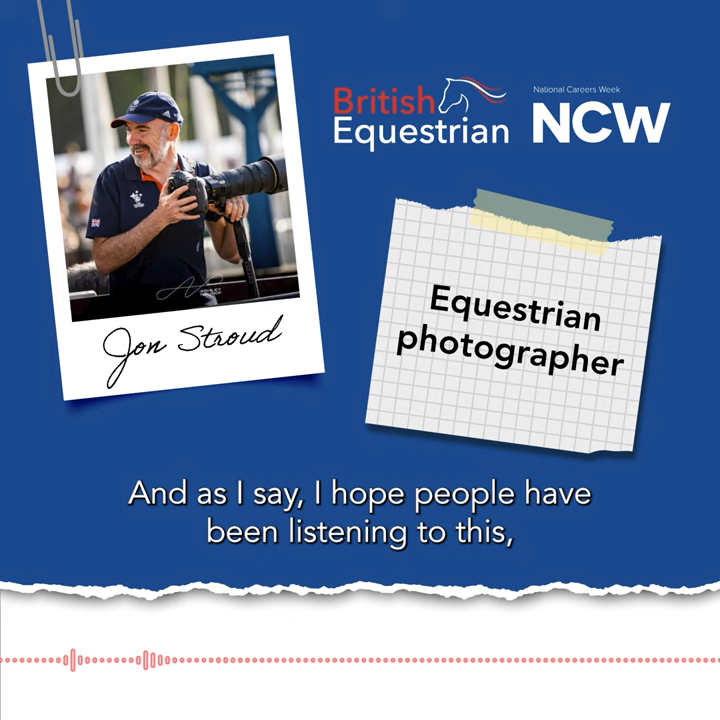 British
Equestrian
National Careers Week
NCW
Jon Stroud
Equestrian
photographer
And as I say, I hope people have
been listening to this,